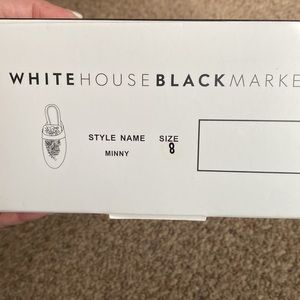 WHITEHOUSEBLACKMARKE
STYLE NAME SIZE
MINNY 8